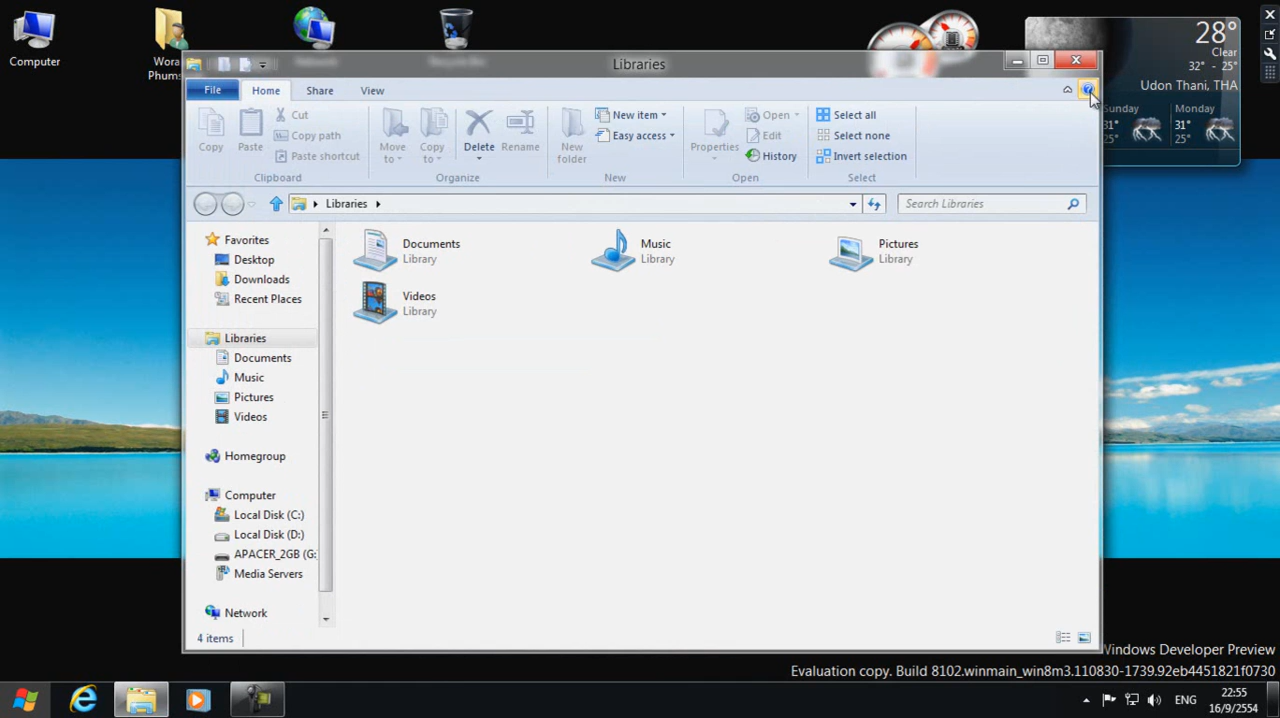 Computer
Wora
Phums
Network
Recycle Bin
28°
Clear
32° - 25°
Udon Thani, THA
Sunday
31°
25°
Monday
31°
25°
Libraries
File
Home
Share
View
Copy
Paste
Cut
Copy path
Paste shortcut
Clipboard
Move
to
Copy
to
Delete
Rename
Organize
New
folder
New item
Easy access
New
Properties
Open
Edit
History
Open
Select all
Select none
Invert selection
Select
Libraries
Search Libraries
Favorites
Desktop
Downloads
Recent Places
Libraries
Documents
Music
Pictures
Videos
Homegroup
Computer
Local Disk (C:)
Local Disk (D:)
APACER_2GB (G:
Media Servers
Network
Documents
Library
Music
Library
Pictures
Library
Videos
Library
4 items
Windows Developer Preview
Evaluation copy. Build 8102.winmain_win8m3.110830-1739.92eb4451821f0730
ENG
22:55
16/9/2554